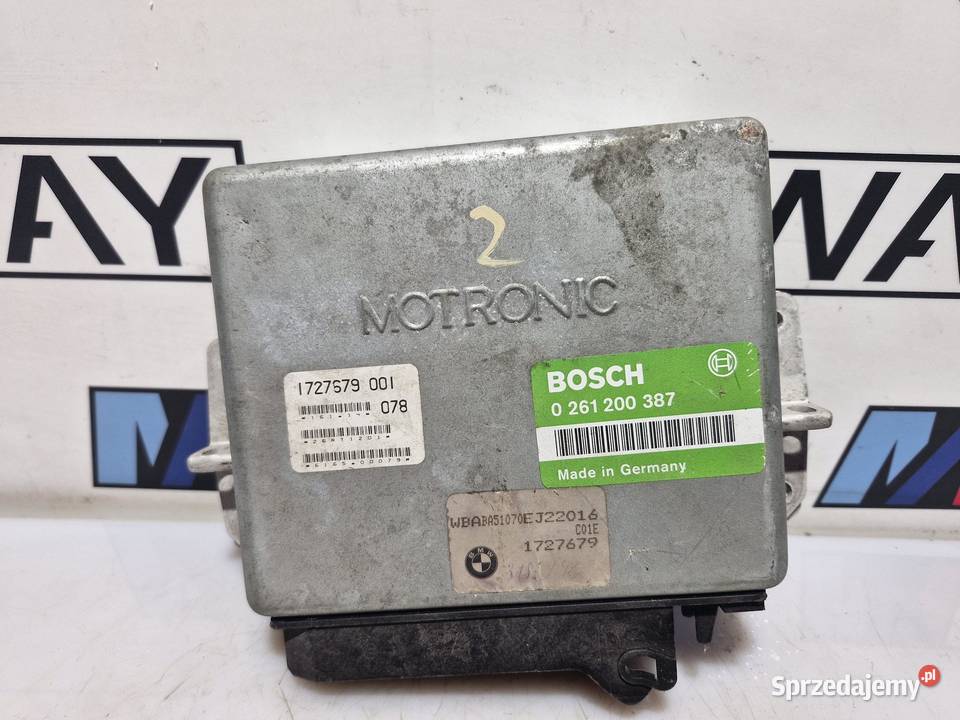 AY
WA
2
MOTRONIC
1727679 001
078
BOSCH
0 261 200 387
Made in Germany
WBABA51070EJ22016
C01E
1727679
BMW
Sprzedajemy.pl